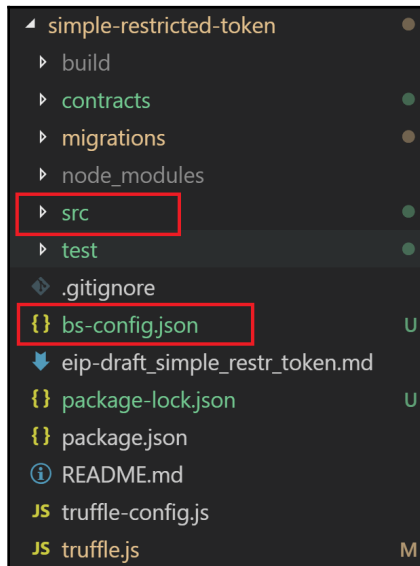 simple-restricted-token
build
contracts
migrations
node_modules
src
test
.gitignore
{} bs-config.json U
eip-draft_simple_restr_token.md
{} package-lock.json U
{} package.json
README.md
JS truffle-config.js
JS truffle.js M